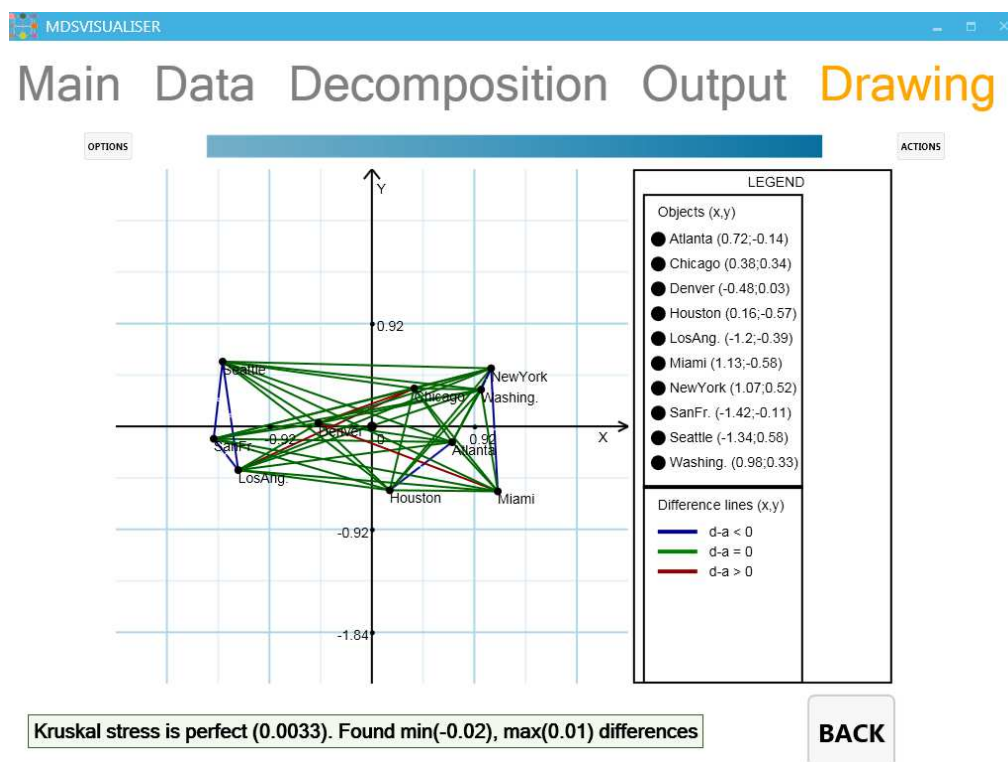 MDSVISUALISER
Main Data Decomposition Output Drawing
OPTIONS
ACTIONS
Y
0.92
Seattle
NewYork
Chicago
Washing.
Denver
-0.92
0
0.92
X
SanFr.
Atlanta
LosAng.
Houston
Miami
-0.92
-1.84
LEGEND
Objects (x,y)
Atlanta (0.72;-0.14)
Chicago (0.38;0.34)
Denver (-0.48;0.03)
Houston (0.16;-0.57)
LosAng. (-1.2;-0.39)
Miami (1.13;-0.58)
NewYork (1.07;0.52)
SanFr. (-1.42;-0.11)
Seattle (-1.34;0.58)
Washing. (0.98;0.33)
Difference lines (x,y)
d-a < 0
d-a = 0
d-a > 0
Kruskal stress is perfect (0.0033). Found min(-0.02), max(0.01) differences
BACK